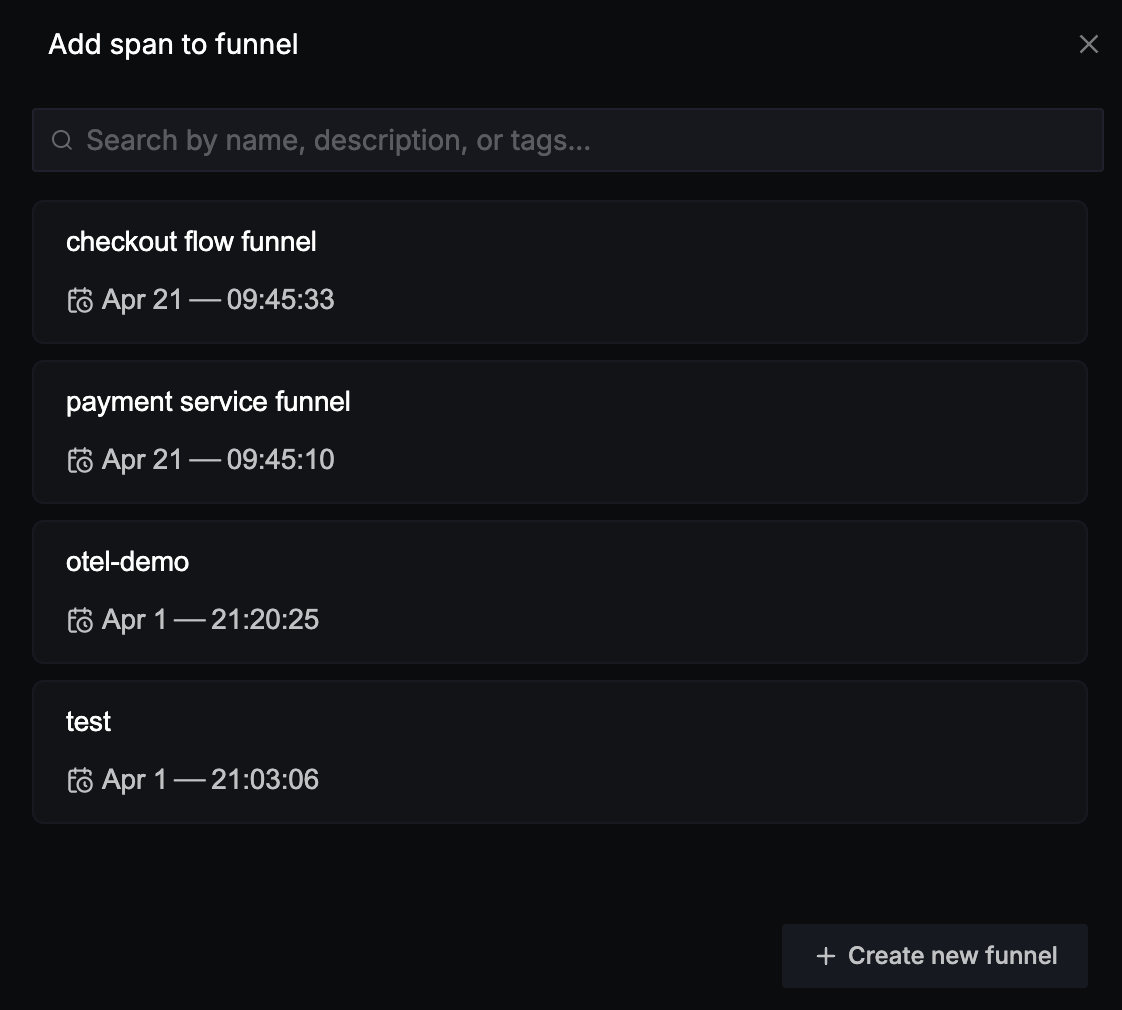 Add span to funnel
Search by name, description, or tags...
checkout flow funnel
Apr 21 — 09:45:33
payment service funnel
Apr 21 — 09:45:10
otel-demo
Apr 1 — 21:20:25
test
Apr 1 — 21:03:06
+ Create new funnel